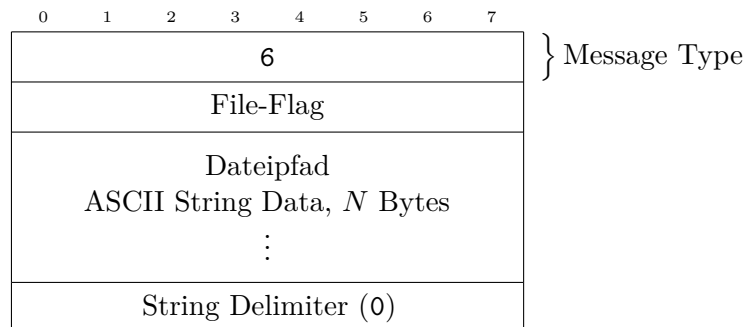 0 1 2 3 4 5 6 7
6
} Message Type
File-Flag
Dateipfad
ASCII String Data, N Bytes
⋮
String Delimiter (0)